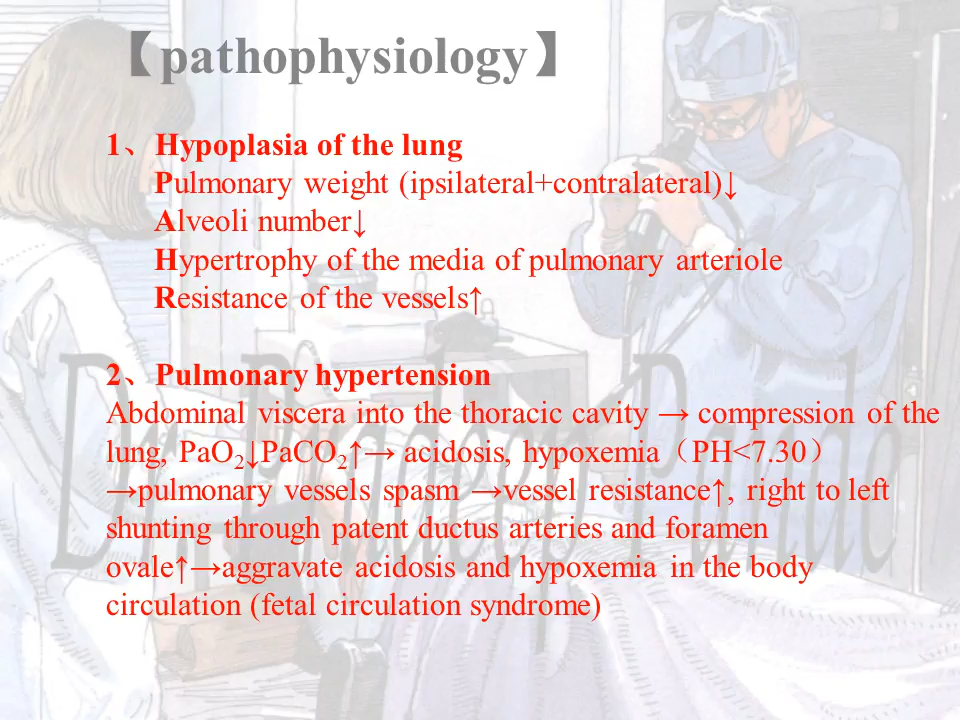 【pathophysiology】
1、Hypoplasia of the lung
Pulmonary weight (ipsilateral+contralateral)↓
Alveoli number↓
Hypertrophy of the media of pulmonary arteriole
Resistance of the vessels↑
2、Pulmonary hypertension
Abdominal viscera into the thoracic cavity → compression of the
lung, PaO₂↓PaCO₂↑→ acidosis, hypoxemia（PH<7.30）
→pulmonary vessels spasm →vessel resistance↑, right to left
shunting through patent ductus arteries and foramen
ovale↑→aggravate acidosis and hypoxemia in the body
circulation (fetal circulation syndrome)